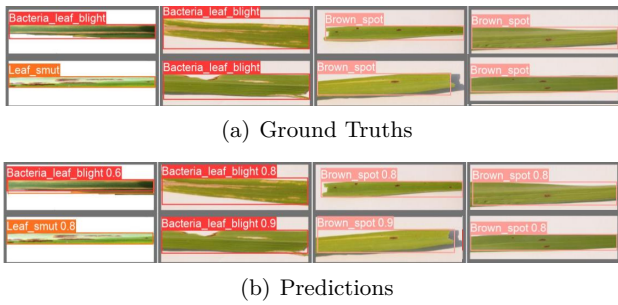 Bacteria_leaf_blight Bacteria_leaf_blight Brown_spot Brown_spot
Leaf_smut Bacteria_leaf_blight Brown_spot Brown_spot
(a) Ground Truths
Bacteria_leaf_blight 0.6 Bacteria_leaf_blight 0.8 Brown_spot 0.8 Brown_spot 0.8
Leaf_smut 0.8 Bacteria_leaf_blight 0.9 Brown_spot 0.9 Brown_spot 0.8
(b) Predictions